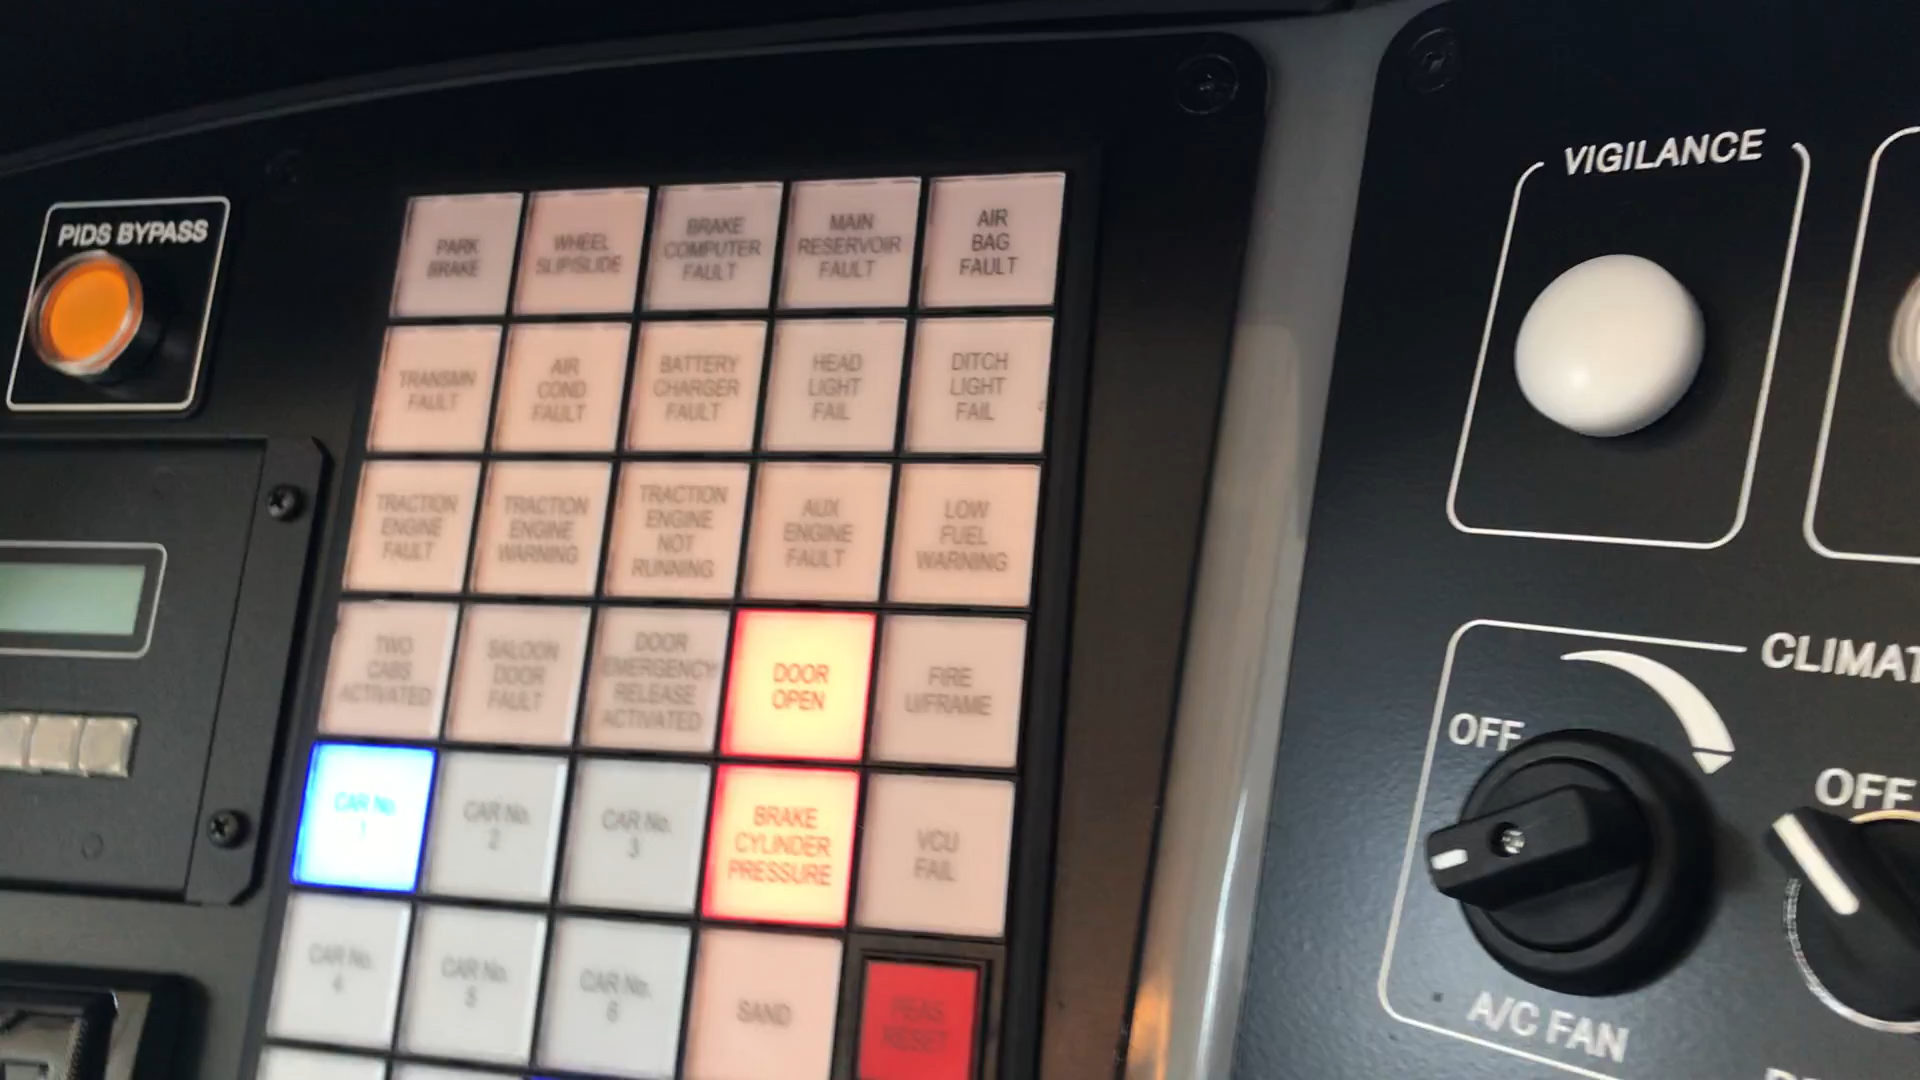 PIDS BYPASS
PARK
BRAKE
WHEEL
SLIP/SLIDE
BRAKE
COMPUTER
FAULT
MAIN
RESERVOIR
FAULT
AIR
BAG
FAULT
TRANSMN
FAULT
AIR
COND
FAULT
BATTERY
CHARGER
FAULT
HEAD
LIGHT
FAIL
DITCH
LIGHT
FAIL
TRACTION
ENGINE
FAULT
TRACTION
ENGINE
WARNING
TRACTION
ENGINE
NOT
RUNNING
AUX
ENGINE
FAULT
LOW
FUEL
WARNING
TWO
CABS
ACTIVATED
SALOON
DOOR
FAULT
DOOR
EMERGENCY
RELEASE
ACTIVATED
DOOR
OPEN
FIRE
U/FRAME
CAR No.
1
CAR No.
2
CAR No.
3
BRAKE
CYLINDER
PRESSURE
VCU
FAIL
CAR No.
4
CAR No.
5
CAR No.
6
SAND
PEAS
RESET
VIGILANCE
CLIMAT
OFF
OFF
A/C FAN